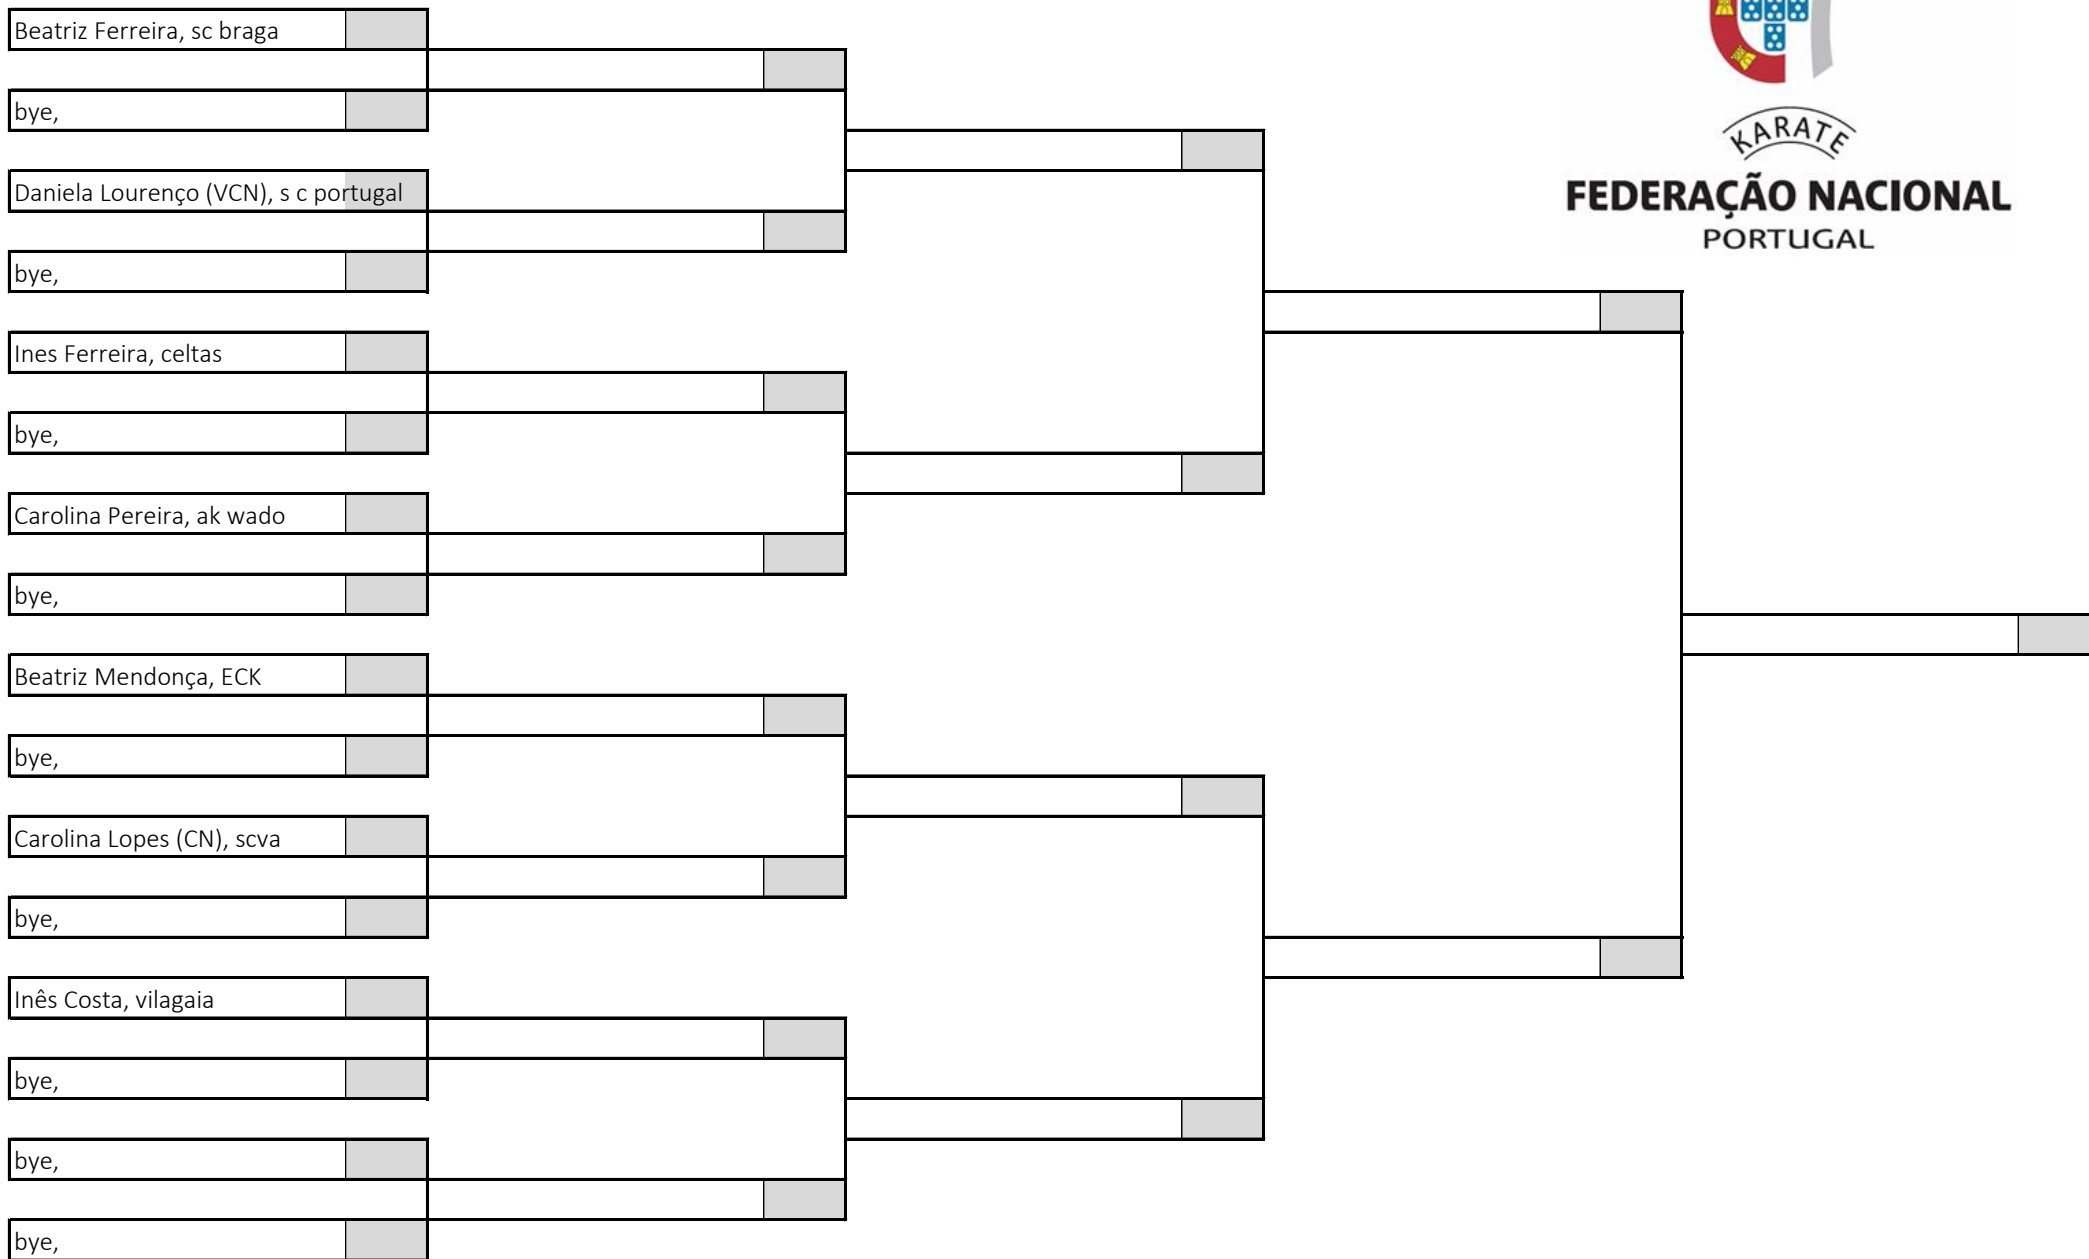 Beatriz Ferreira, sc braga
bye,
KARATE
Daniela Lourenço (VCN), s c portugal
FEDERAÇÃO NACIONAL
PORTUGAL
bye,
Ines Ferreira, celtas
bye,
Carolina Pereira, ak wado
bye,
Beatriz Mendonça, ECK
bye,
Carolina Lopes (CN), scva
bye,
Inês Costa, vilagaia
bye,
bye,
bye,